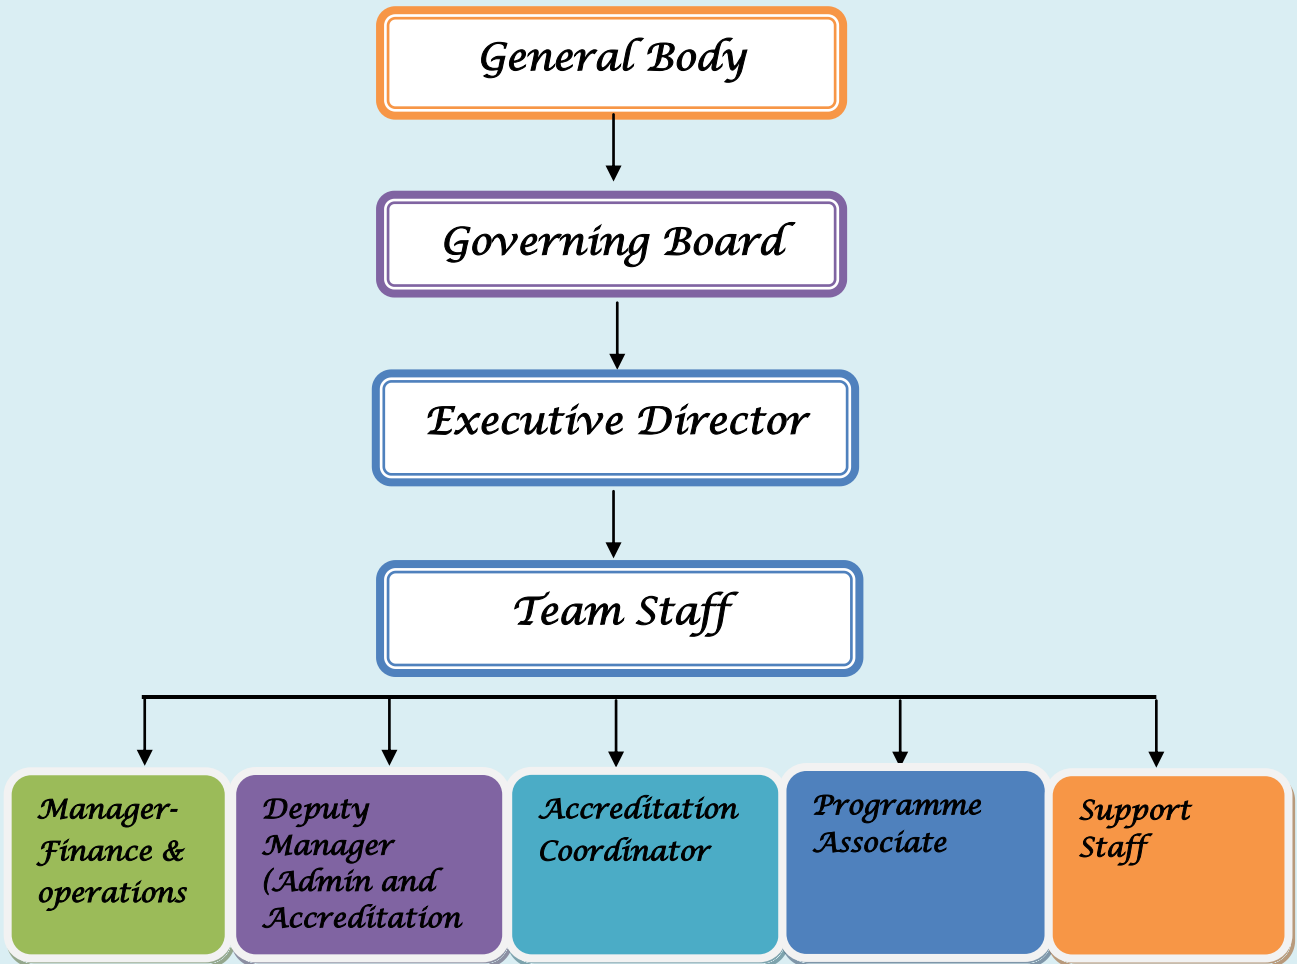 General Body
Governing Board
Executive Director
Team Staff
Manager-
Finance &
operations
Deputy
Manager
(Admin and
Accreditation
Accreditation
Coordinator
Programme
Associate
Support
Staff